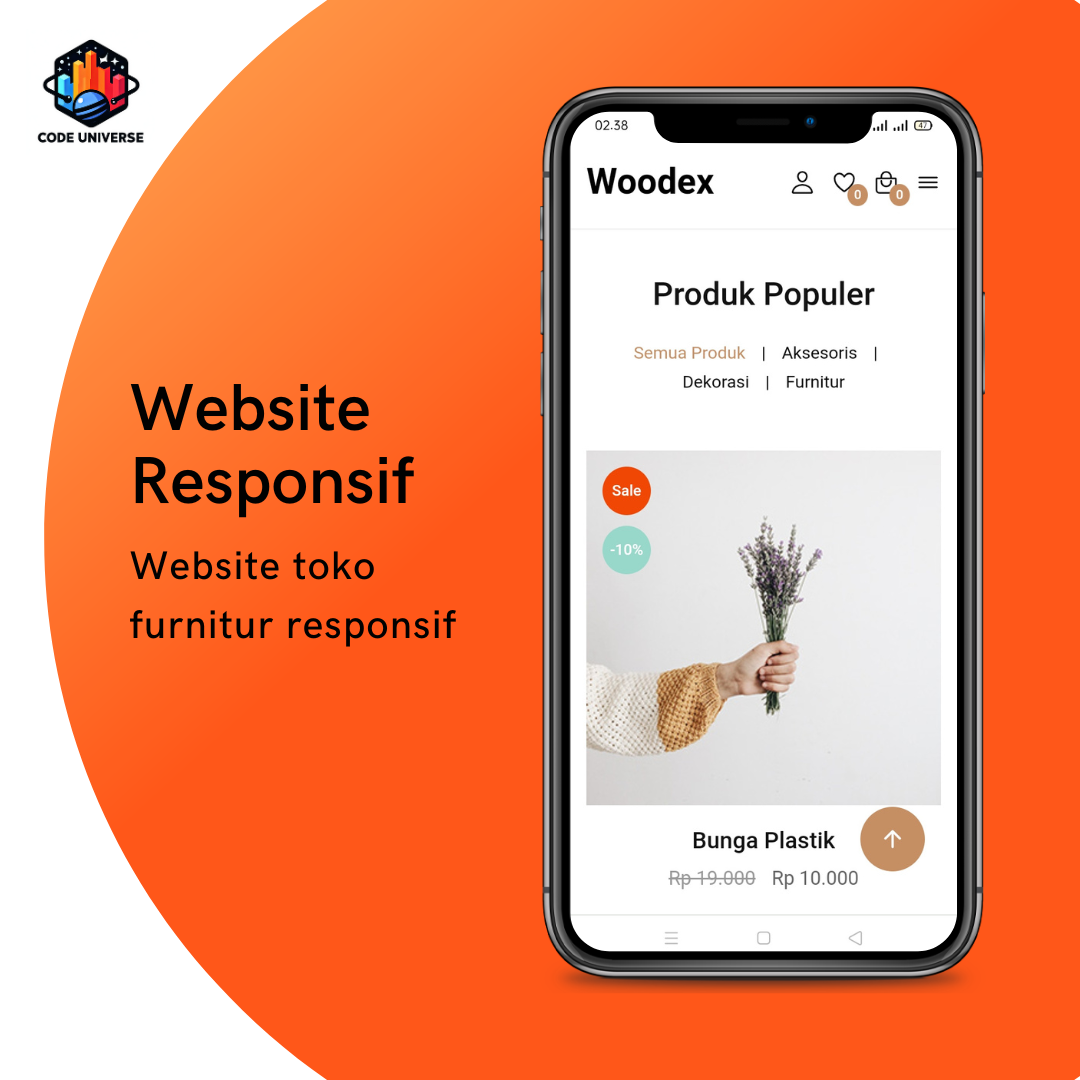 CODE UNIVERSE
Website
Responsif
Website toko
furnitur responsif
02.38
47
Woodex
0
0
Produk Populer
Semua Produk | Aksesoris |
Dekorasi | Furnitur
Sale
-10%
Bunga Plastik
Rp 19.000 Rp 10.000